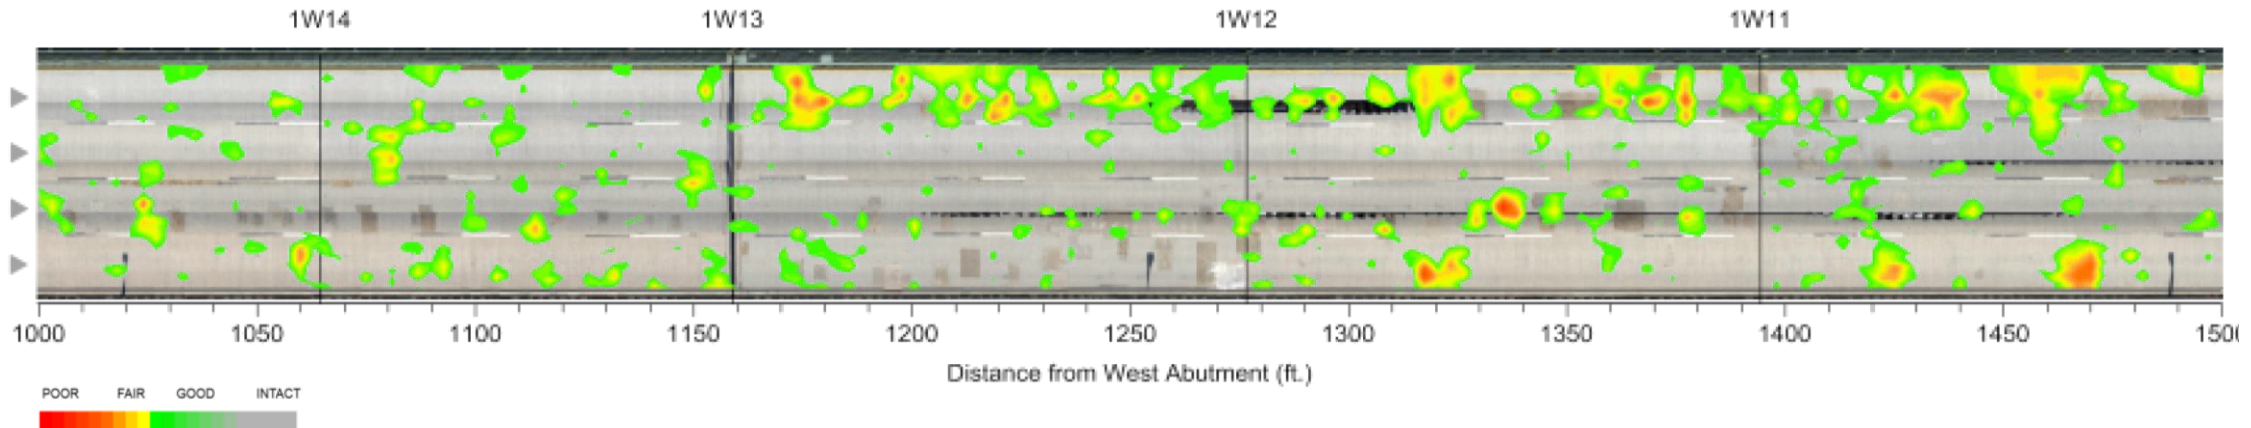 1W14 1W13 1W12 1W11
1000 1050 1100 1150 1200 1250 1300 1350 1400 1450 150
Distance from West Abutment (ft.)
POOR FAIR GOOD INTACT